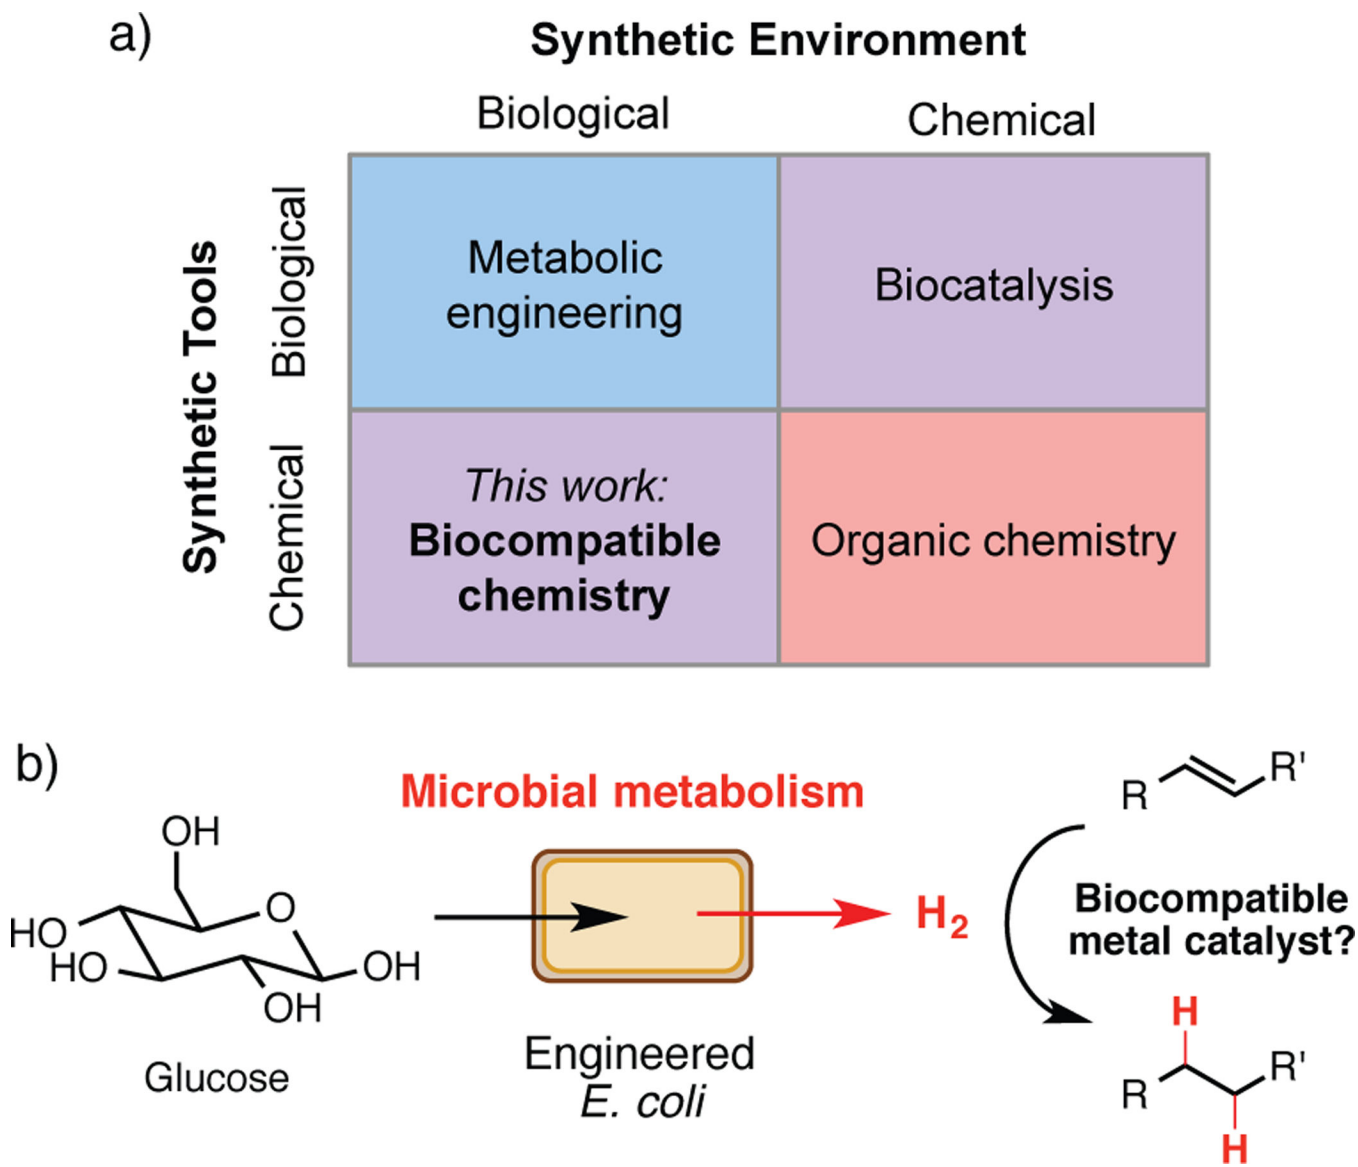 a)
Synthetic Environment
Biological
Chemical
Synthetic Tools
Biological
Chemical
Metabolic
engineering
Biocatalysis
This work:
Biocompatible
chemistry
Organic chemistry
b)
Microbial metabolism
OH
O
HO
HO
OH
OH
Glucose
Engineered
E. coli
H₂
R
R'
Biocompatible
metal catalyst?
H
R
R'
H